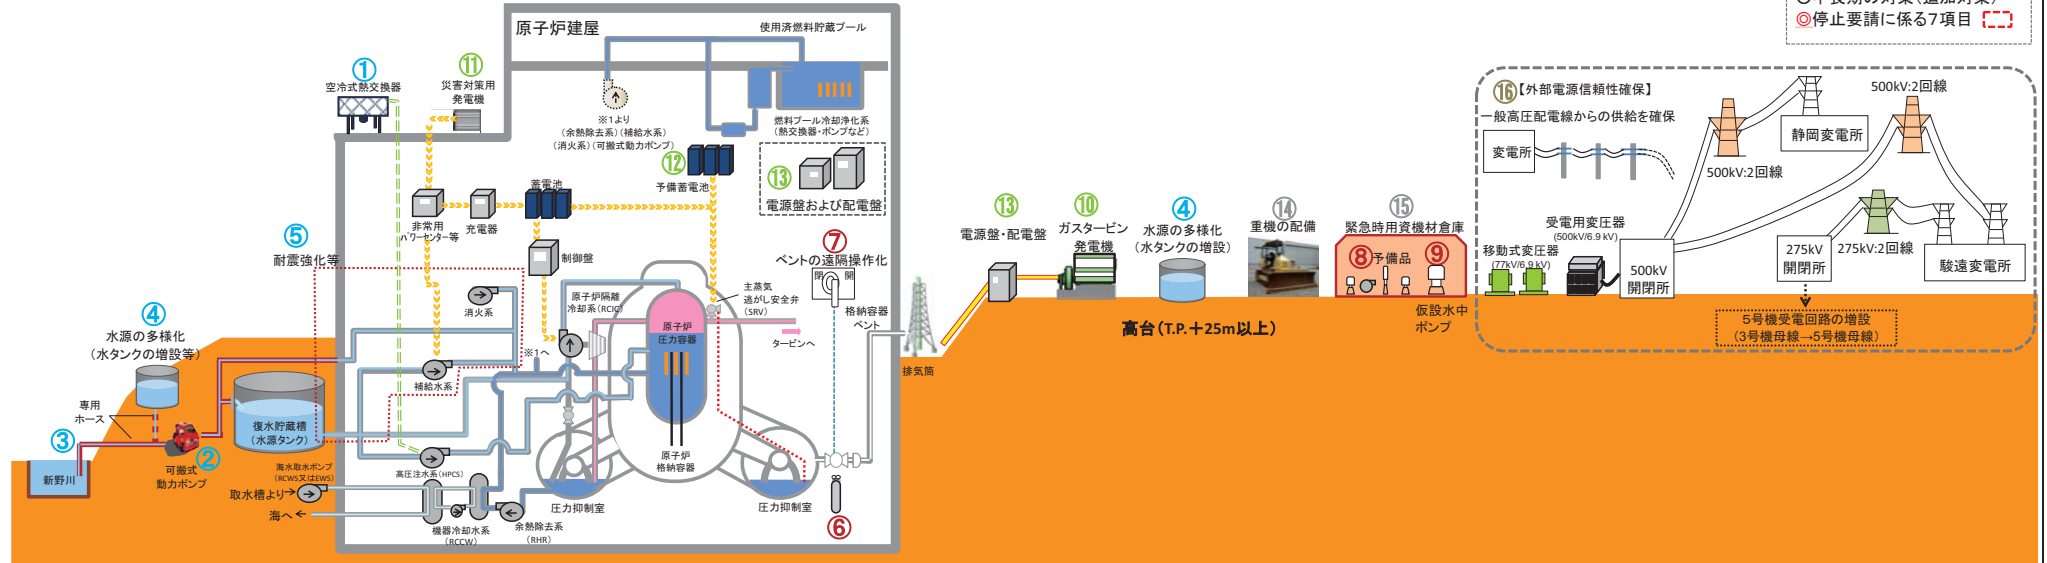 ◎停止要請に係る7項目
原子炉建屋
使用済燃料貯蔵プール
①
空冷式熱交換器
⑪
災害対策用
発電機
※1より
(余熱除去系)(補給水系)
(消火系)(可搬式動力ポンプ)
燃料プール冷却浄化系
(熱交換器・ポンプなど)
⑫
予備蓄電池
⑬
電源盤および配電盤
蓄電池
非常用
パワーセンター等
充電器
制御盤
⑤
耐震強化等
消火系
原子炉隔離
冷却系(RCIC)
※1へ
補給水系
原子炉
圧力容器
原子炉
格納容器
主蒸気
逃がし安全弁
(SRV)
タービンへ
⑦
ベントの遠隔操作化
閉
開
格納容器
ベント
④
水源の多様化
(水タンクの増設等)
専用
ホース
③
新野川
②
可搬式
動力ポンプ
復水貯蔵槽
(水源タンク)
海水取水ポンプ
(RCWS又はEWS)
取水槽より
海へ
高圧注水系(HPCS)
機器冷却水系
(RCCW)
余熱除去系
(RHR)
圧力抑制室
圧力抑制室
⑥
排気筒
⑬
電源盤・配電盤
⑩
ガスタービン
発電機
④
水源の多様化
(水タンクの増設)
⑭
重機の配備
⑮
緊急時用資機材倉庫
⑧
予備品
⑨
仮設水中
ポンプ
高台(T.P.+25m以上)
⑯【外部電源信頼性確保】
一般高圧配電線からの供給を確保
変電所
移動式変圧器
(77kV/6.9 kV)
受電用変圧器
(500kV/6.9 kV)
500kV
開閉所
500kV:2回線
静岡変電所
500kV:2回線
275kV
開閉所
275kV:2回線
駿遠変電所
5号機受電回路の増設
(3号機母線→5号機母線)